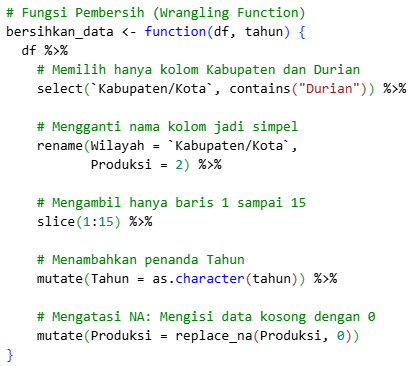 # Fungsi Pembersih (Wrangling Function)
bersihkan_data <- function(df, tahun) {
  df %>%
    # Memilih hanya kolom Kabupaten dan Durian
    select(`Kabupaten/Kota`, contains("Durian")) %>%

    # Mengganti nama kolom jadi simpel
    rename(Wilayah = `Kabupaten/Kota`,
           Produksi = 2) %>%

    # Mengambil hanya baris 1 sampai 15
    slice(1:15) %>%

    # Menambahkan penanda Tahun
    mutate(Tahun = as.character(tahun)) %>%

    # Mengatasi NA: Mengisi data kosong dengan 0
    mutate(Produksi = replace_na(Produksi, 0))
}